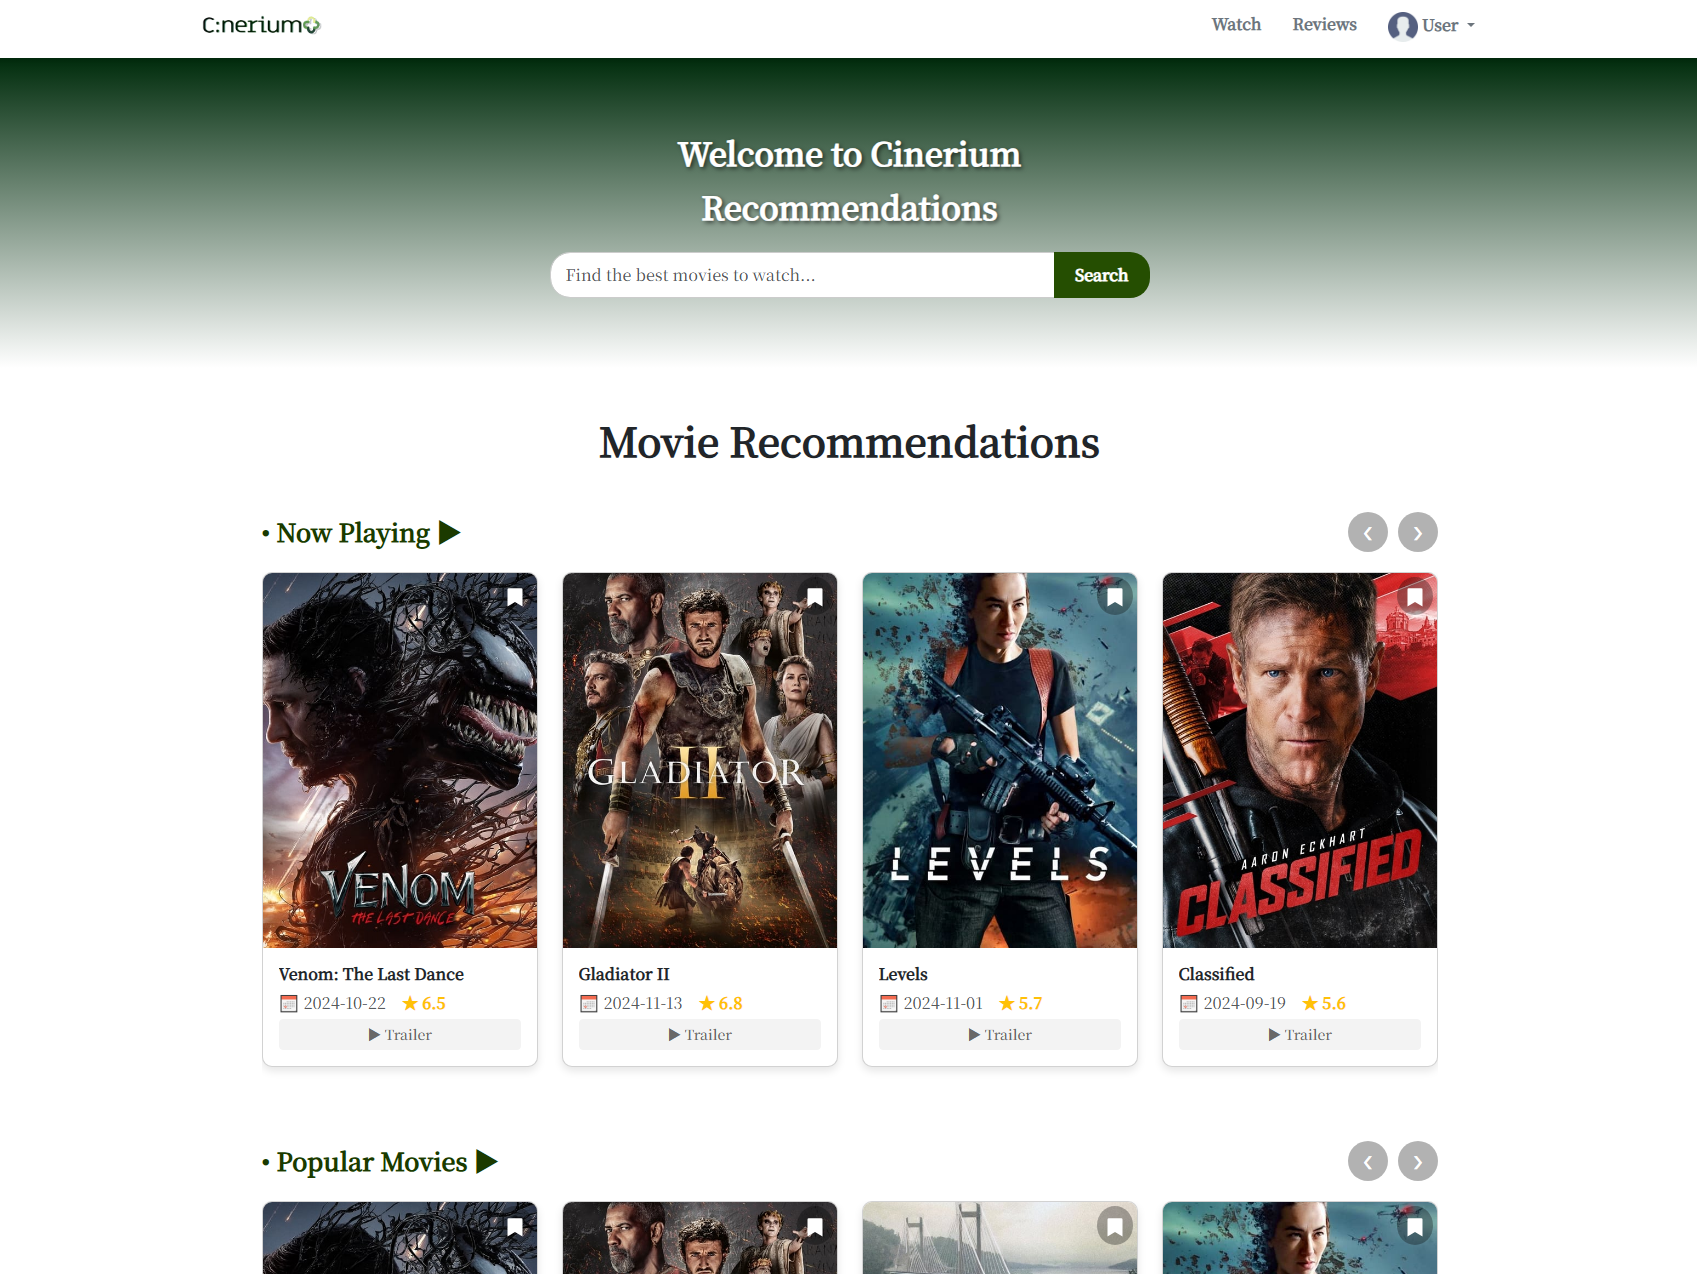 C:nerium
Watch
Reviews
User
Welcome to Cinerium
Recommendations
Find the best movies to watch...
Search
Movie Recommendations
• Now Playing ▶
❮ ❯
VENOM
THE LAST DANCE
Venom: The Last Dance
2024-10-22 ★ 6.5
▶ Trailer
GLADIATOR
II
Gladiator II
2024-11-13 ★ 6.8
▶ Trailer
LEVELS
Levels
2024-11-01 ★ 5.7
▶ Trailer
AARON ECKHART
CLASSIFIED
Classified
2024-09-19 ★ 5.6
▶ Trailer
• Popular Movies ▶
❮ ❯